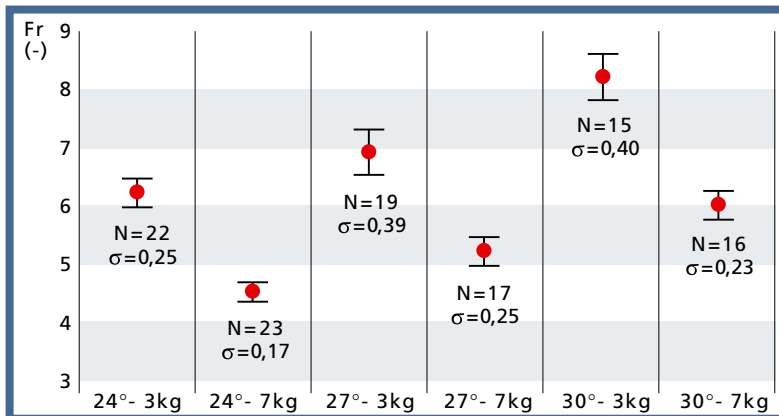 Fr
(-)
9
8
7
6
5
4
3
N=22
σ=0,25
N=23
σ=0,17
N=19
σ=0,39
N=17
σ=0,25
N=15
σ=0,40
N=16
σ=0,23
24°- 3kg
24°- 7kg
27°- 3kg
27°- 7kg
30°- 3kg
30°- 7kg